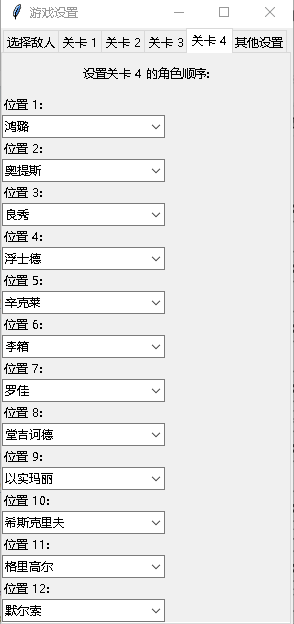 游戏设置
选择敌人 关卡 1 关卡 2 关卡 3 关卡 4 其他设置
设置关卡 4 的角色顺序:
位置 1:
鸿璐
位置 2:
奥提斯
位置 3:
良秀
位置 4:
浮士德
位置 5:
辛克莱
位置 6:
李箱
位置 7:
罗佳
位置 8:
堂吉诃德
位置 9:
以实玛丽
位置 10:
希斯克里夫
位置 11:
格里高尔
位置 12:
默尔索